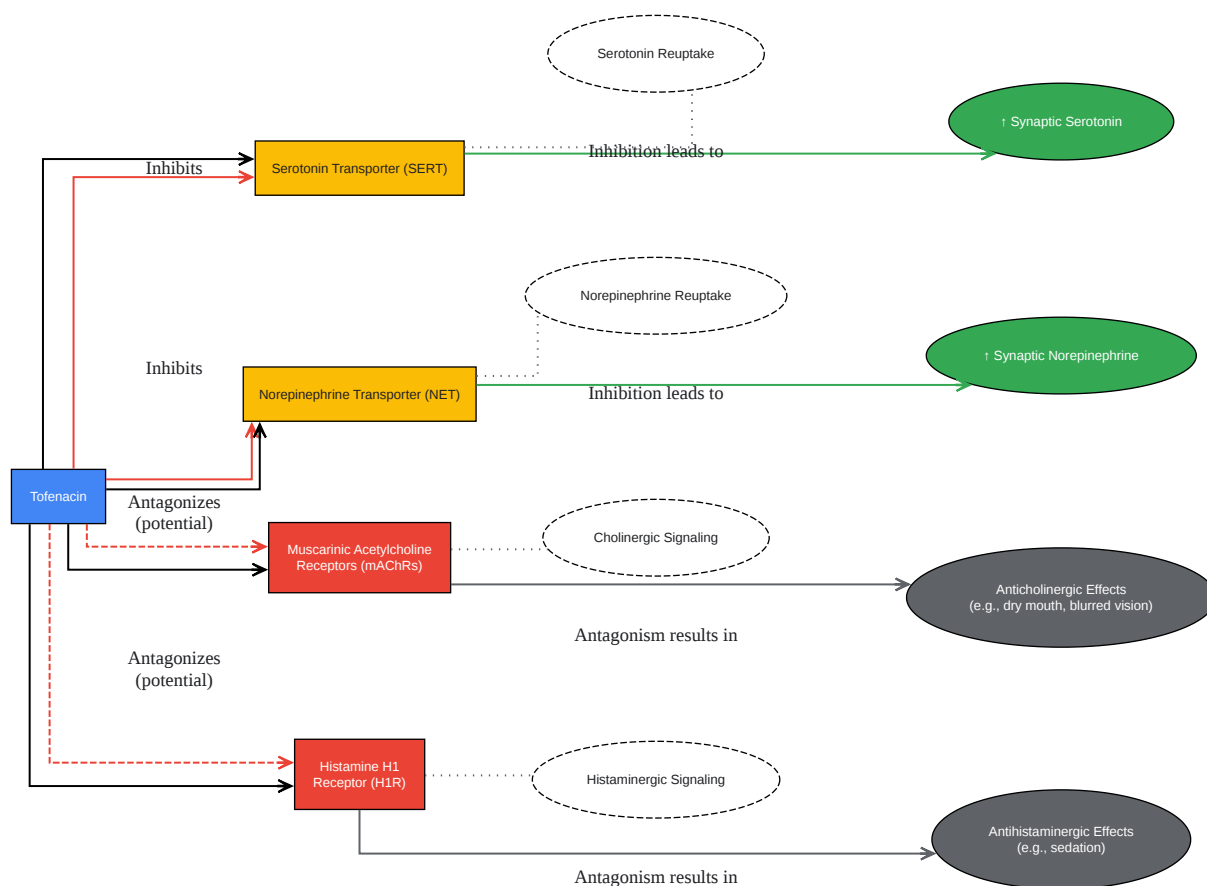 Serotonin Reuptake
↑ Synaptic Serotonin
Inhibits
Serotonin Transporter (SERT)
Inhibition leads to
Norepinephrine Reuptake
↑ Synaptic Norepinephrine
Inhibits
Norepinephrine Transporter (NET)
Inhibition leads to
Tofenacin
Antagonizes
(potential)
Muscarinic Acetylcholine
Receptors (mAChRs)
Cholinergic Signaling
Anticholinergic Effects
(e.g., dry mouth, blurred vision)
Antagonism results in
Antagonizes
(potential)
Histamine H1
Receptor (H1R)
Histaminergic Signaling
Antihistaminergic Effects
(e.g., sedation)
Antagonism results in